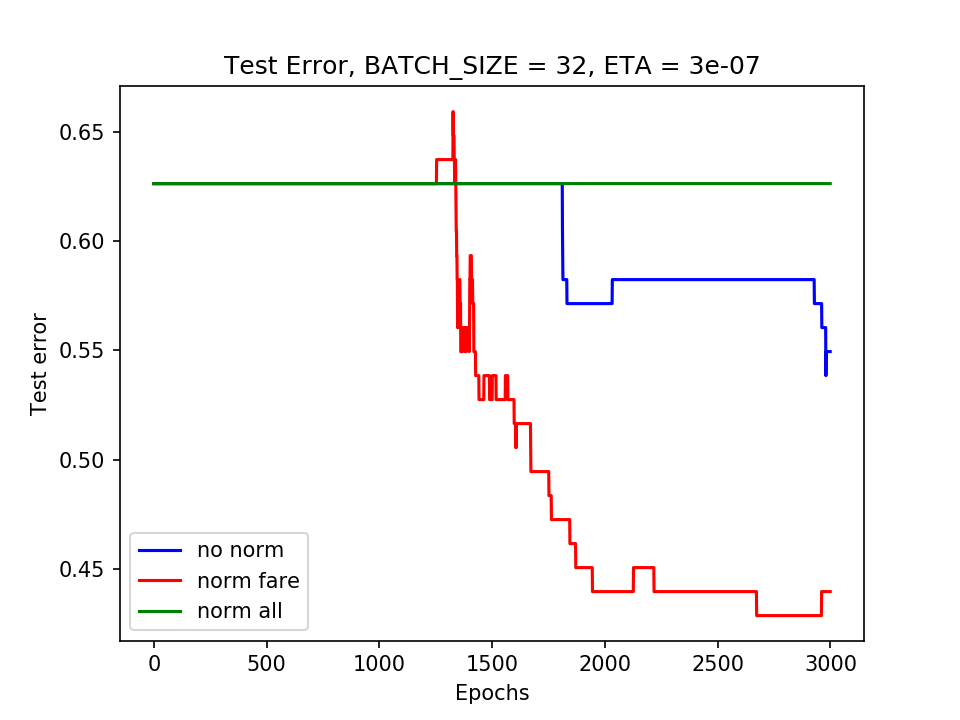 Test Error, BATCH_SIZE = 32, ETA = 3e-07
Test error
0.65
0.60
0.55
0.50
0.45
no norm
norm fare
norm all
0 500 1000 1500 2000 2500 3000
Epochs